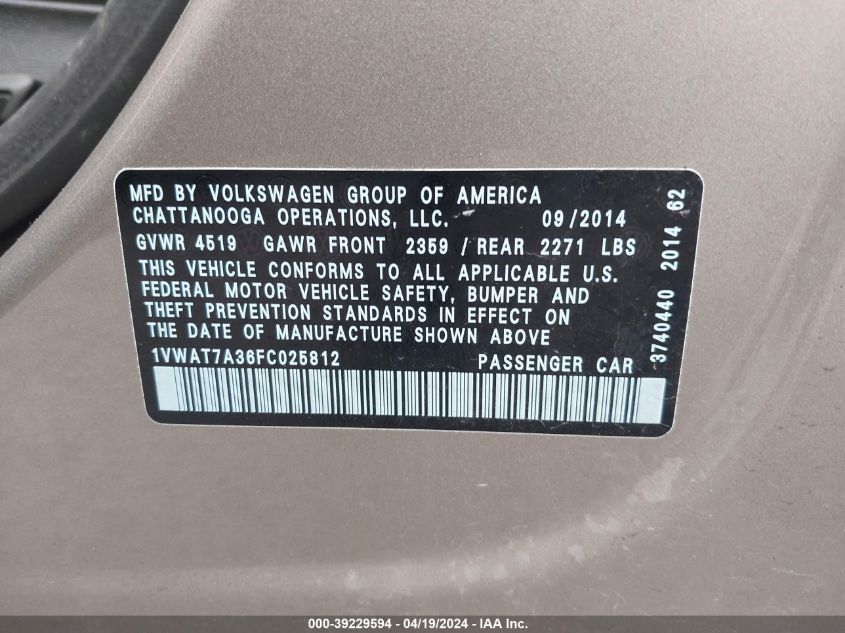 MFD BY VOLKSWAGEN GROUP OF AMERICA
CHATTANOOGA OPERATIONS, LLC. 09/2014
GVWR 4519 GAWR FRONT 2359 / REAR 2271 LBS
THIS VEHICLE CONFORMS TO ALL APPLICABLE U.S.
FEDERAL MOTOR VEHICLE SAFETY, BUMPER AND
THEFT PREVENTION STANDARDS IN EFFECT ON
THE DATE OF MANUFACTURE SHOWN ABOVE
1VWAT7A36FC025812 PASSENGER CAR
3740440 2014 62
000-39229594 - 04/19/2024 - IAA Inc.